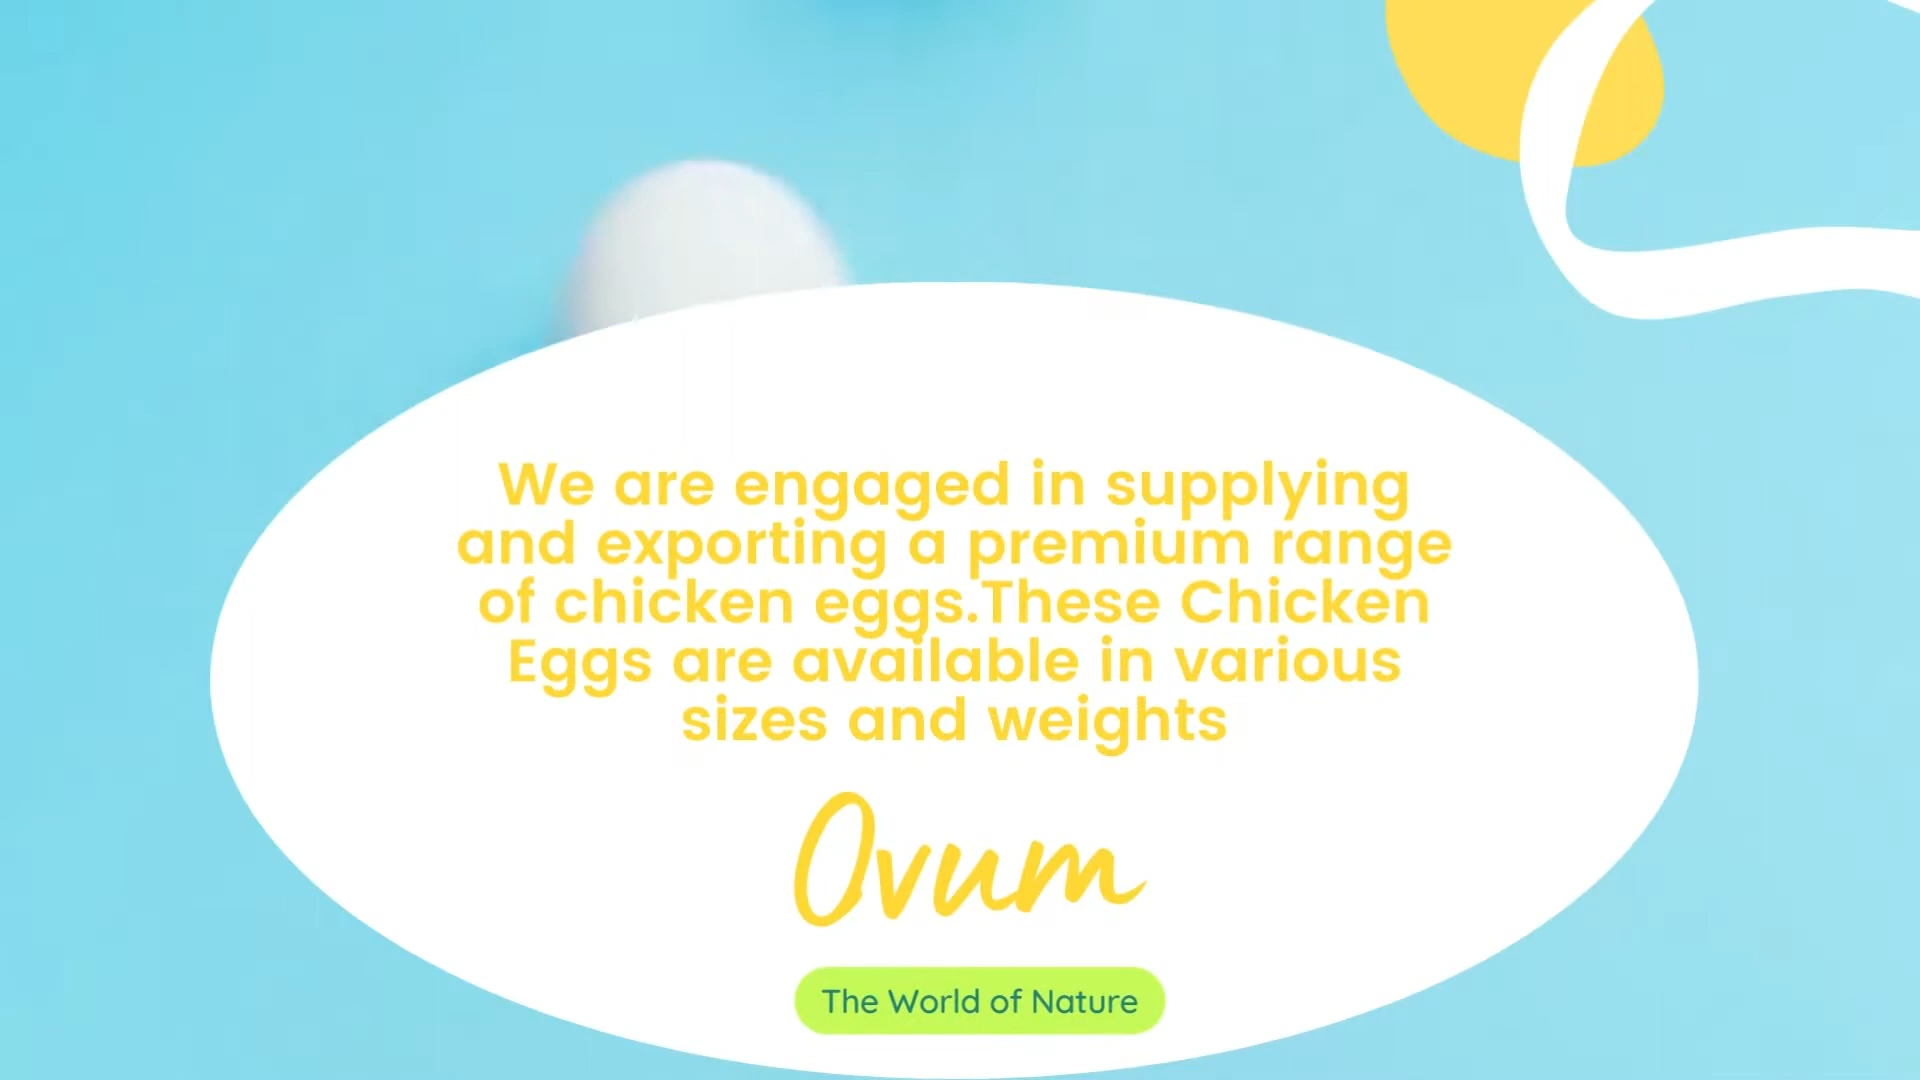 We are engaged in supplying
and exporting a premium range
of chicken eggs.These Chicken
Eggs are available in various
sizes and weights
Ovum
The World of Nature